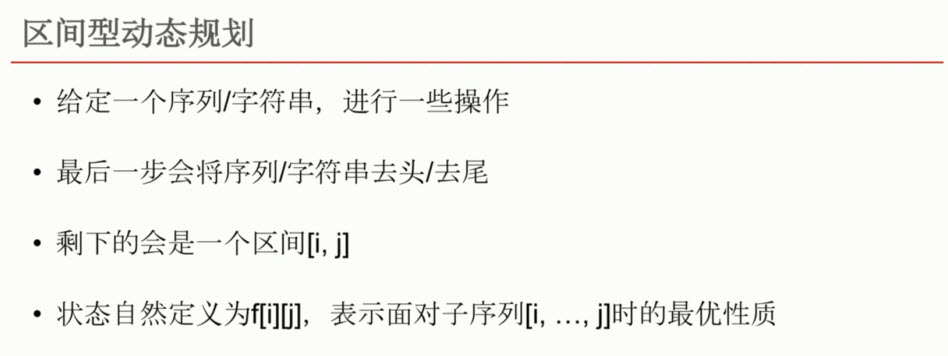 区间型动态规划
• 给定一个序列/字符串，进行一些操作
• 最后一步会将序列/字符串去头/去尾
• 剩下的会是一个区间[i, j]
• 状态自然定义为f[i][j]，表示面对子序列[i, …, j]时的最优性质